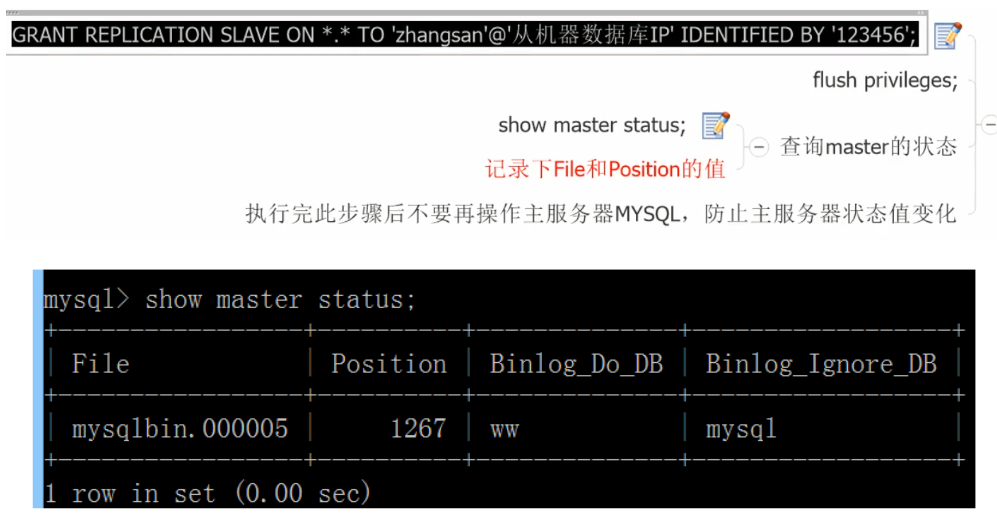 GRANT REPLICATION SLAVE ON *.* TO 'zhangsan'@'从机器数据库IP' IDENTIFIED BY '123456';
flush privileges;
show master status;
查询master的状态
记录下File和Position的值
执行完此步骤后不要再操作主服务器MYSQL，防止主服务器状态值变化
mysql> show master status;
+------------------+----------+--------------+------------------+
| File | Position | Binlog_Do_DB | Binlog_Ignore_DB |
+------------------+----------+--------------+------------------+
| mysqlbin.000005 | 1267 | ww | mysql |
+------------------+----------+--------------+------------------+
1 row in set (0.00 sec)